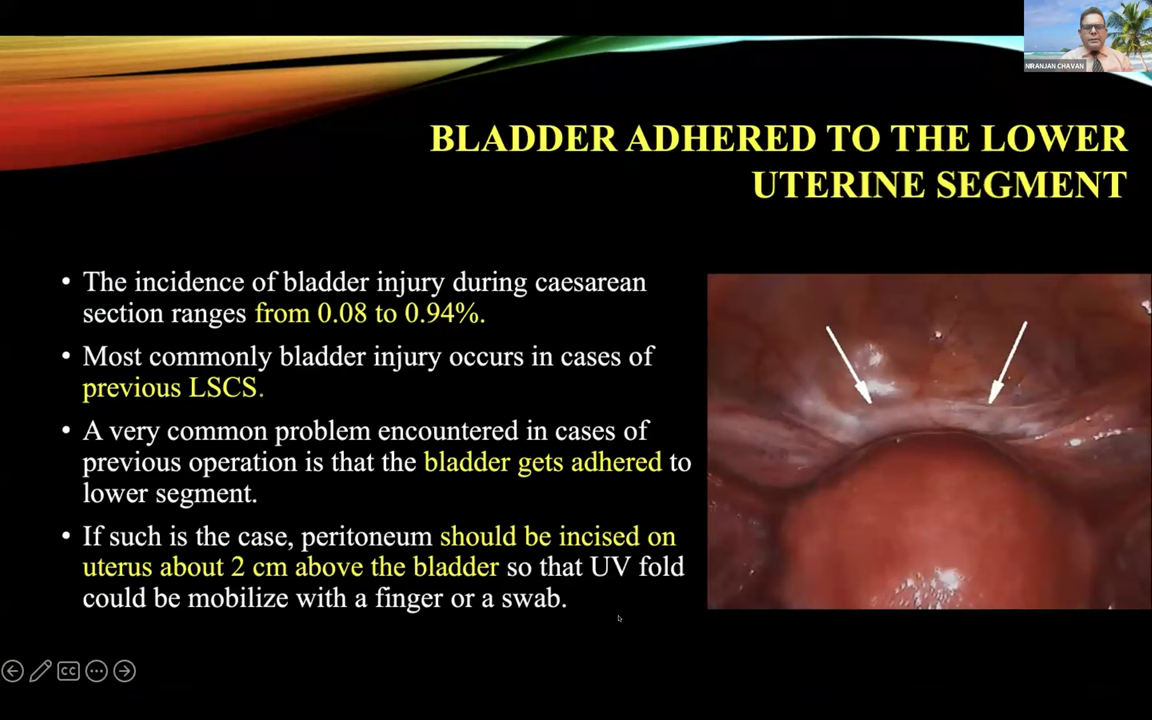 NIRANJAN CHAVAN
BLADDER ADHERED TO THE LOWER
UTERINE SEGMENT
• The incidence of bladder injury during caesarean
section ranges from 0.08 to 0.94%.
• Most commonly bladder injury occurs in cases of
previous LSCS.
• A very common problem encountered in cases of
previous operation is that the bladder gets adhered to
lower segment.
• If such is the case, peritoneum should be incised on
uterus about 2 cm above the bladder so that UV fold
could be mobilize with a finger or a swab.
CC